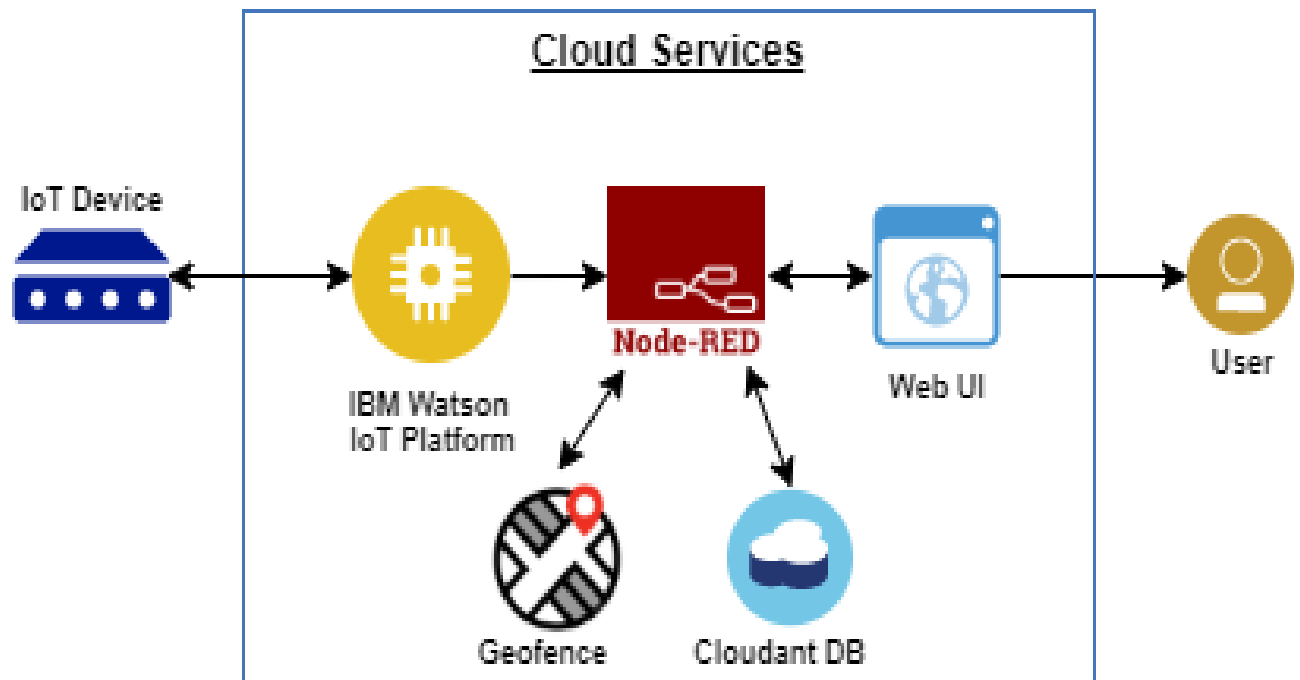 Cloud Services
IoT Device
Node-RED
User
Web UI
IBM Watson
IoT Platform
Geofence
Cloudant DB